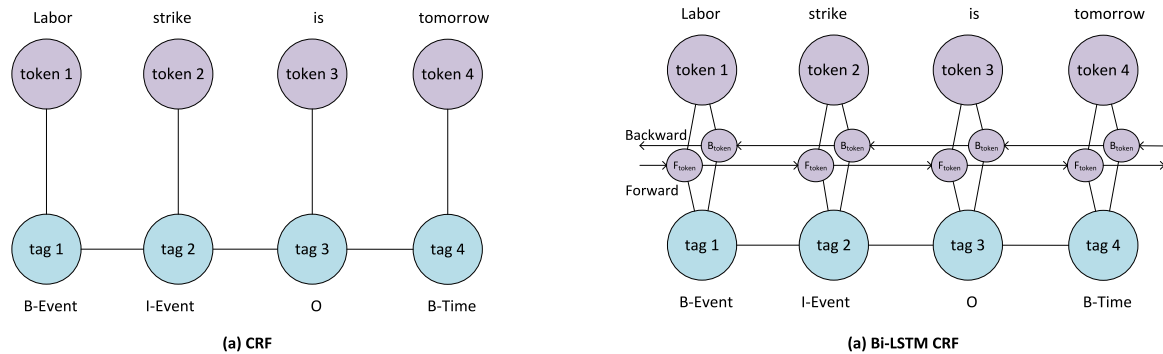 Labor strike is tomorrow
token 1 token 2 token 3 token 4
tag 1 tag 2 tag 3 tag 4
B-Event I-Event O B-Time
(a) CRF
Labor strike is tomorrow
token 1 token 2 token 3 token 4
Backward
Btoken Btoken Btoken Btoken
Ftoken Ftoken Ftoken Ftoken
Forward
tag 1 tag 2 tag 3 tag 4
B-Event I-Event O B-Time
(a) Bi-LSTM CRF